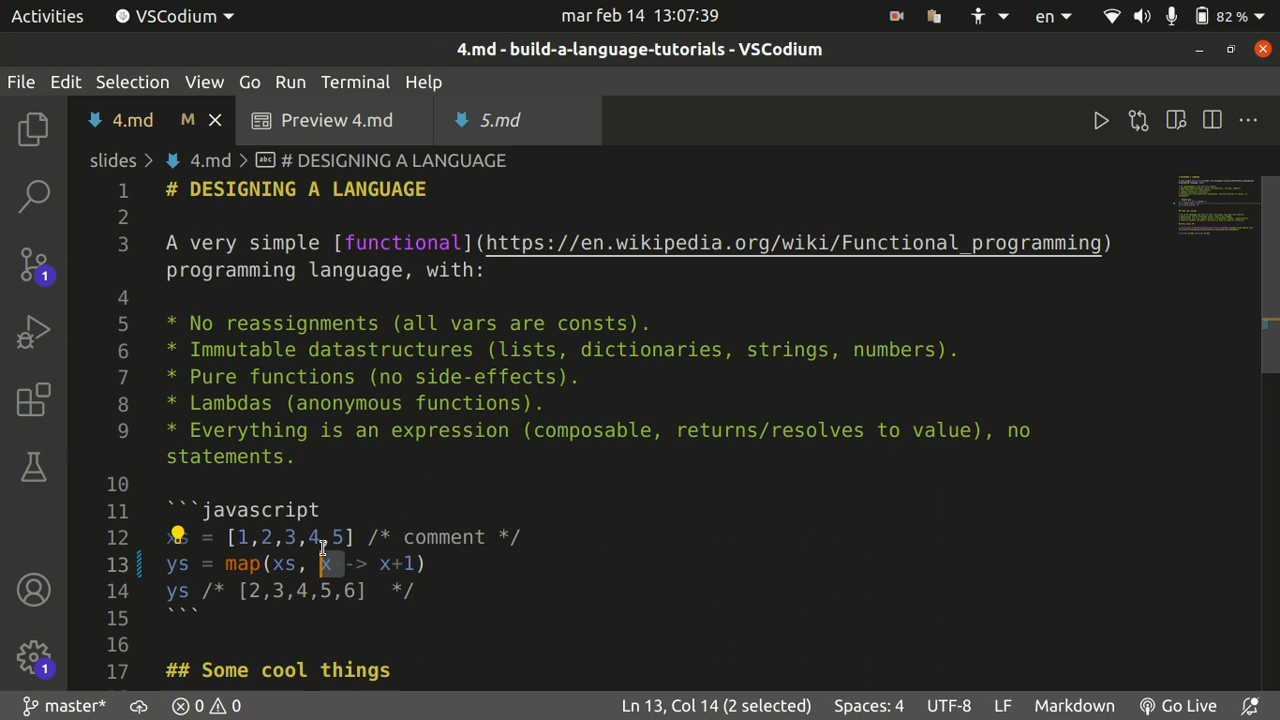 Activities VSCodium mar feb 14 13:07:39 en 82 %
4.md - build-a-language-tutorials - VSCodium
File Edit Selection View Go Run Terminal Help
4.md M Preview 4.md 5.md
slides > 4.md > # DESIGNING A LANGUAGE
1 # DESIGNING A LANGUAGE
2
3 A very simple [functional](https://en.wikipedia.org/wiki/Functional_programming)
programming language, with:
4
5 * No reassignments (all vars are consts).
6 * Immutable datastructures (lists, dictionaries, strings, numbers).
7 * Pure functions (no side-effects).
8 * Lambdas (anonymous functions).
9 * Everything is an expression (composable, returns/resolves to value), no
statements.
10
11 ```javascript
12 xs = [1,2,3,4,5] /* comment */
13 ys = map(xs, x -> x+1)
14 ys /* [2,3,4,5,6] */
15 ```
16
17 ## Some cool things
1
1
master* 0 0 Ln 13, Col 14 (2 selected) Spaces: 4 UTF-8 LF Markdown Go Live